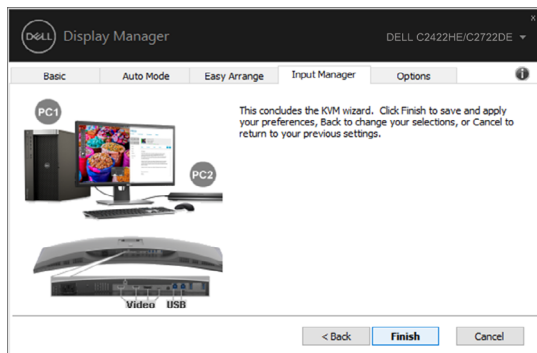 x
DELL Display Manager
DELL C2422HE/C2722DE
Basic Auto Mode Easy Arrange Input Manager Options
PC1
PC2
Video USB
This concludes the KVM wizard. Click Finish to save and apply
your preferences, Back to change your selections, or Cancel to
return to your previous settings.
< Back Finish Cancel